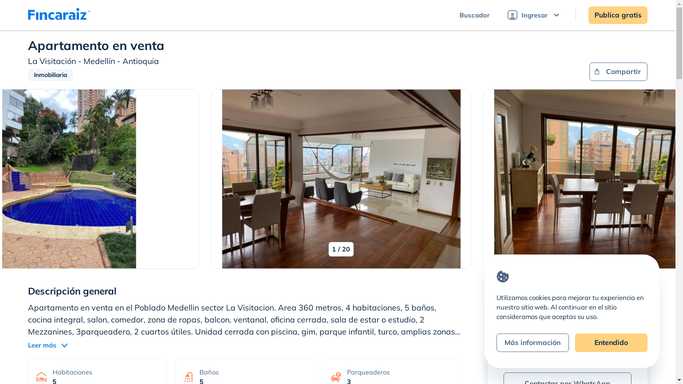 Fincaraiz
Buscador
Ingresar
Publica gratis
Apartamento en venta
La Visitación - Medellín - Antioquia
Inmobiliaria
Compartir
1 / 20
Descripción general
Apartamento en venta en el Poblado Medellin sector La Visitacion. Area 360 metros, 4 habitaciones, 5 baños,
cocina integral, salon, comedor, zona de ropas, balcon, ventanal, oficina cerrada, sala de estar o estudio, 2
Mezzanines, 3parqueadero, 2 cuartos útiles. Unidad cerrada con piscina, gim, parque infantil, turco, amplias zonas...
Leer más
Habitaciones
5
Baños
5
Parqueaderos
3
Utilizamos cookies para mejorar tu experiencia en
nuestro sitio web. Al continuar en el sitio
consideramos que aceptas su uso.
Más información
Entendido
Contactar por WhatsApp